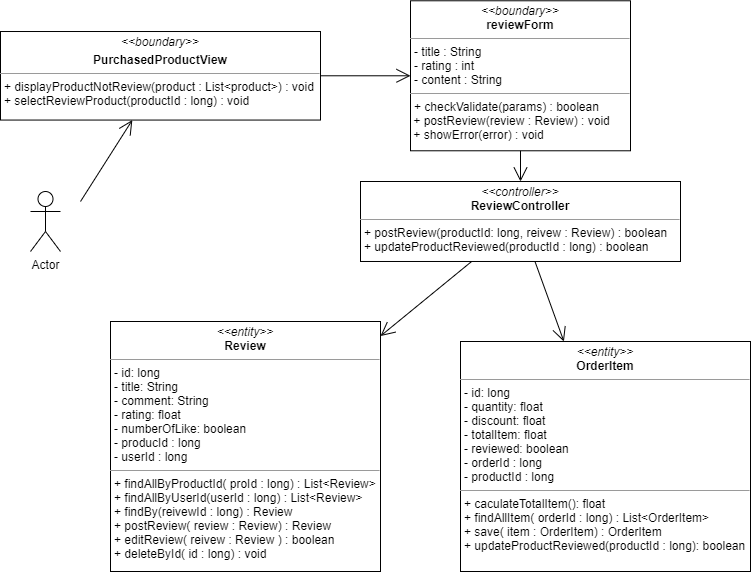 <<boundary>>
PurchasedProductView
+ displayProductNotReview(product : List<product>) : void
+ selectReviewProduct(productId : long) : void
<<boundary>>
reviewForm
- title : String
- rating : int
- content : String
+ checkValidate(params) : boolean
+ postReview(review : Review) : void
+ showError(error) : void
Actor
<<controller>>
ReviewController
+ postReview(productId: long, reivew : Review) : boolean
+ updateProductReviewed(productId : long) : boolean
<<entity>>
Review
- id: long
- title: String
- comment: String
- rating: float
- numberOfLike: boolean
- producId : long
- userId : long
+ findAllByProductId( proId : long) : List<Review>
+ findAllByUserId(userId : long) : List<Review>
+ findBy(reivewId : long) : Review
+ postReview( review : Review) : Review
+ editReview( reivew : Review ) : boolean
+ deleteById( id : long) : void
<<entity>>
OrderItem
- id: long
- quantity: float
- discount: float
- totalItem: float
- reviewed: boolean
- orderId : long
- productId : long
+ caculateTotalItem(): float
+ findAllItem( orderId : long) : List<OrderItem>
+ save( item : OrderItem) : OrderItem
+ updateProductReviewed(productId : long): boolean